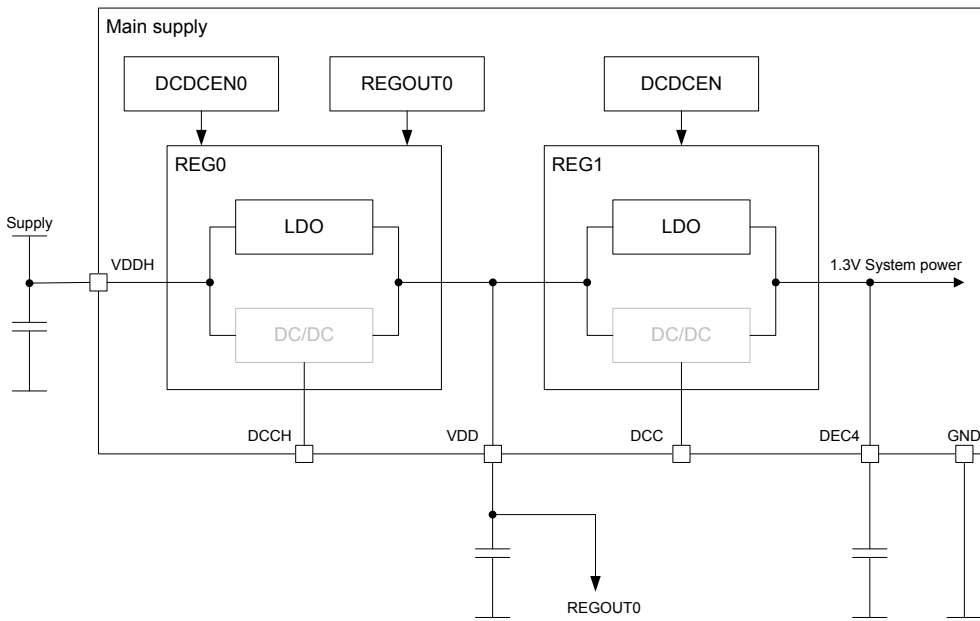 Main supply
DCDCEN0
REGOUT0
DCDCEN
REG0
REG1
LDO
LDO
Supply
VDDH
1.3V System power
DC/DC
DC/DC
DCCH
VDD
DCC
DEC4
GND
REGOUT0